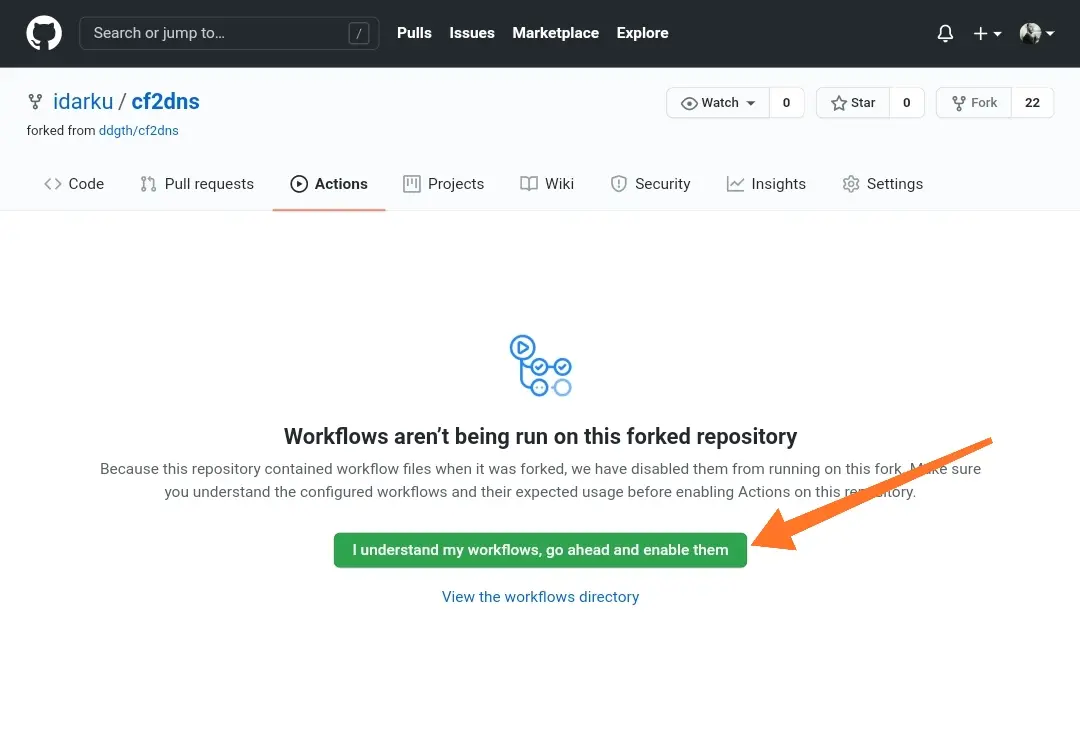 Search or jump to… /
Pulls Issues Marketplace Explore
idarku / cf2dns
Watch 0 Star 0 Fork 22
forked from ddgth/cf2dns
Code Pull requests Actions Projects Wiki Security Insights Settings
Workflows aren’t being run on this forked repository
Because this repository contained workflow files when it was forked, we have disabled them from running on this fork. Make sure
you understand the configured workflows and their expected usage before enabling Actions on this repository.
I understand my workflows, go ahead and enable them
View the workflows directory